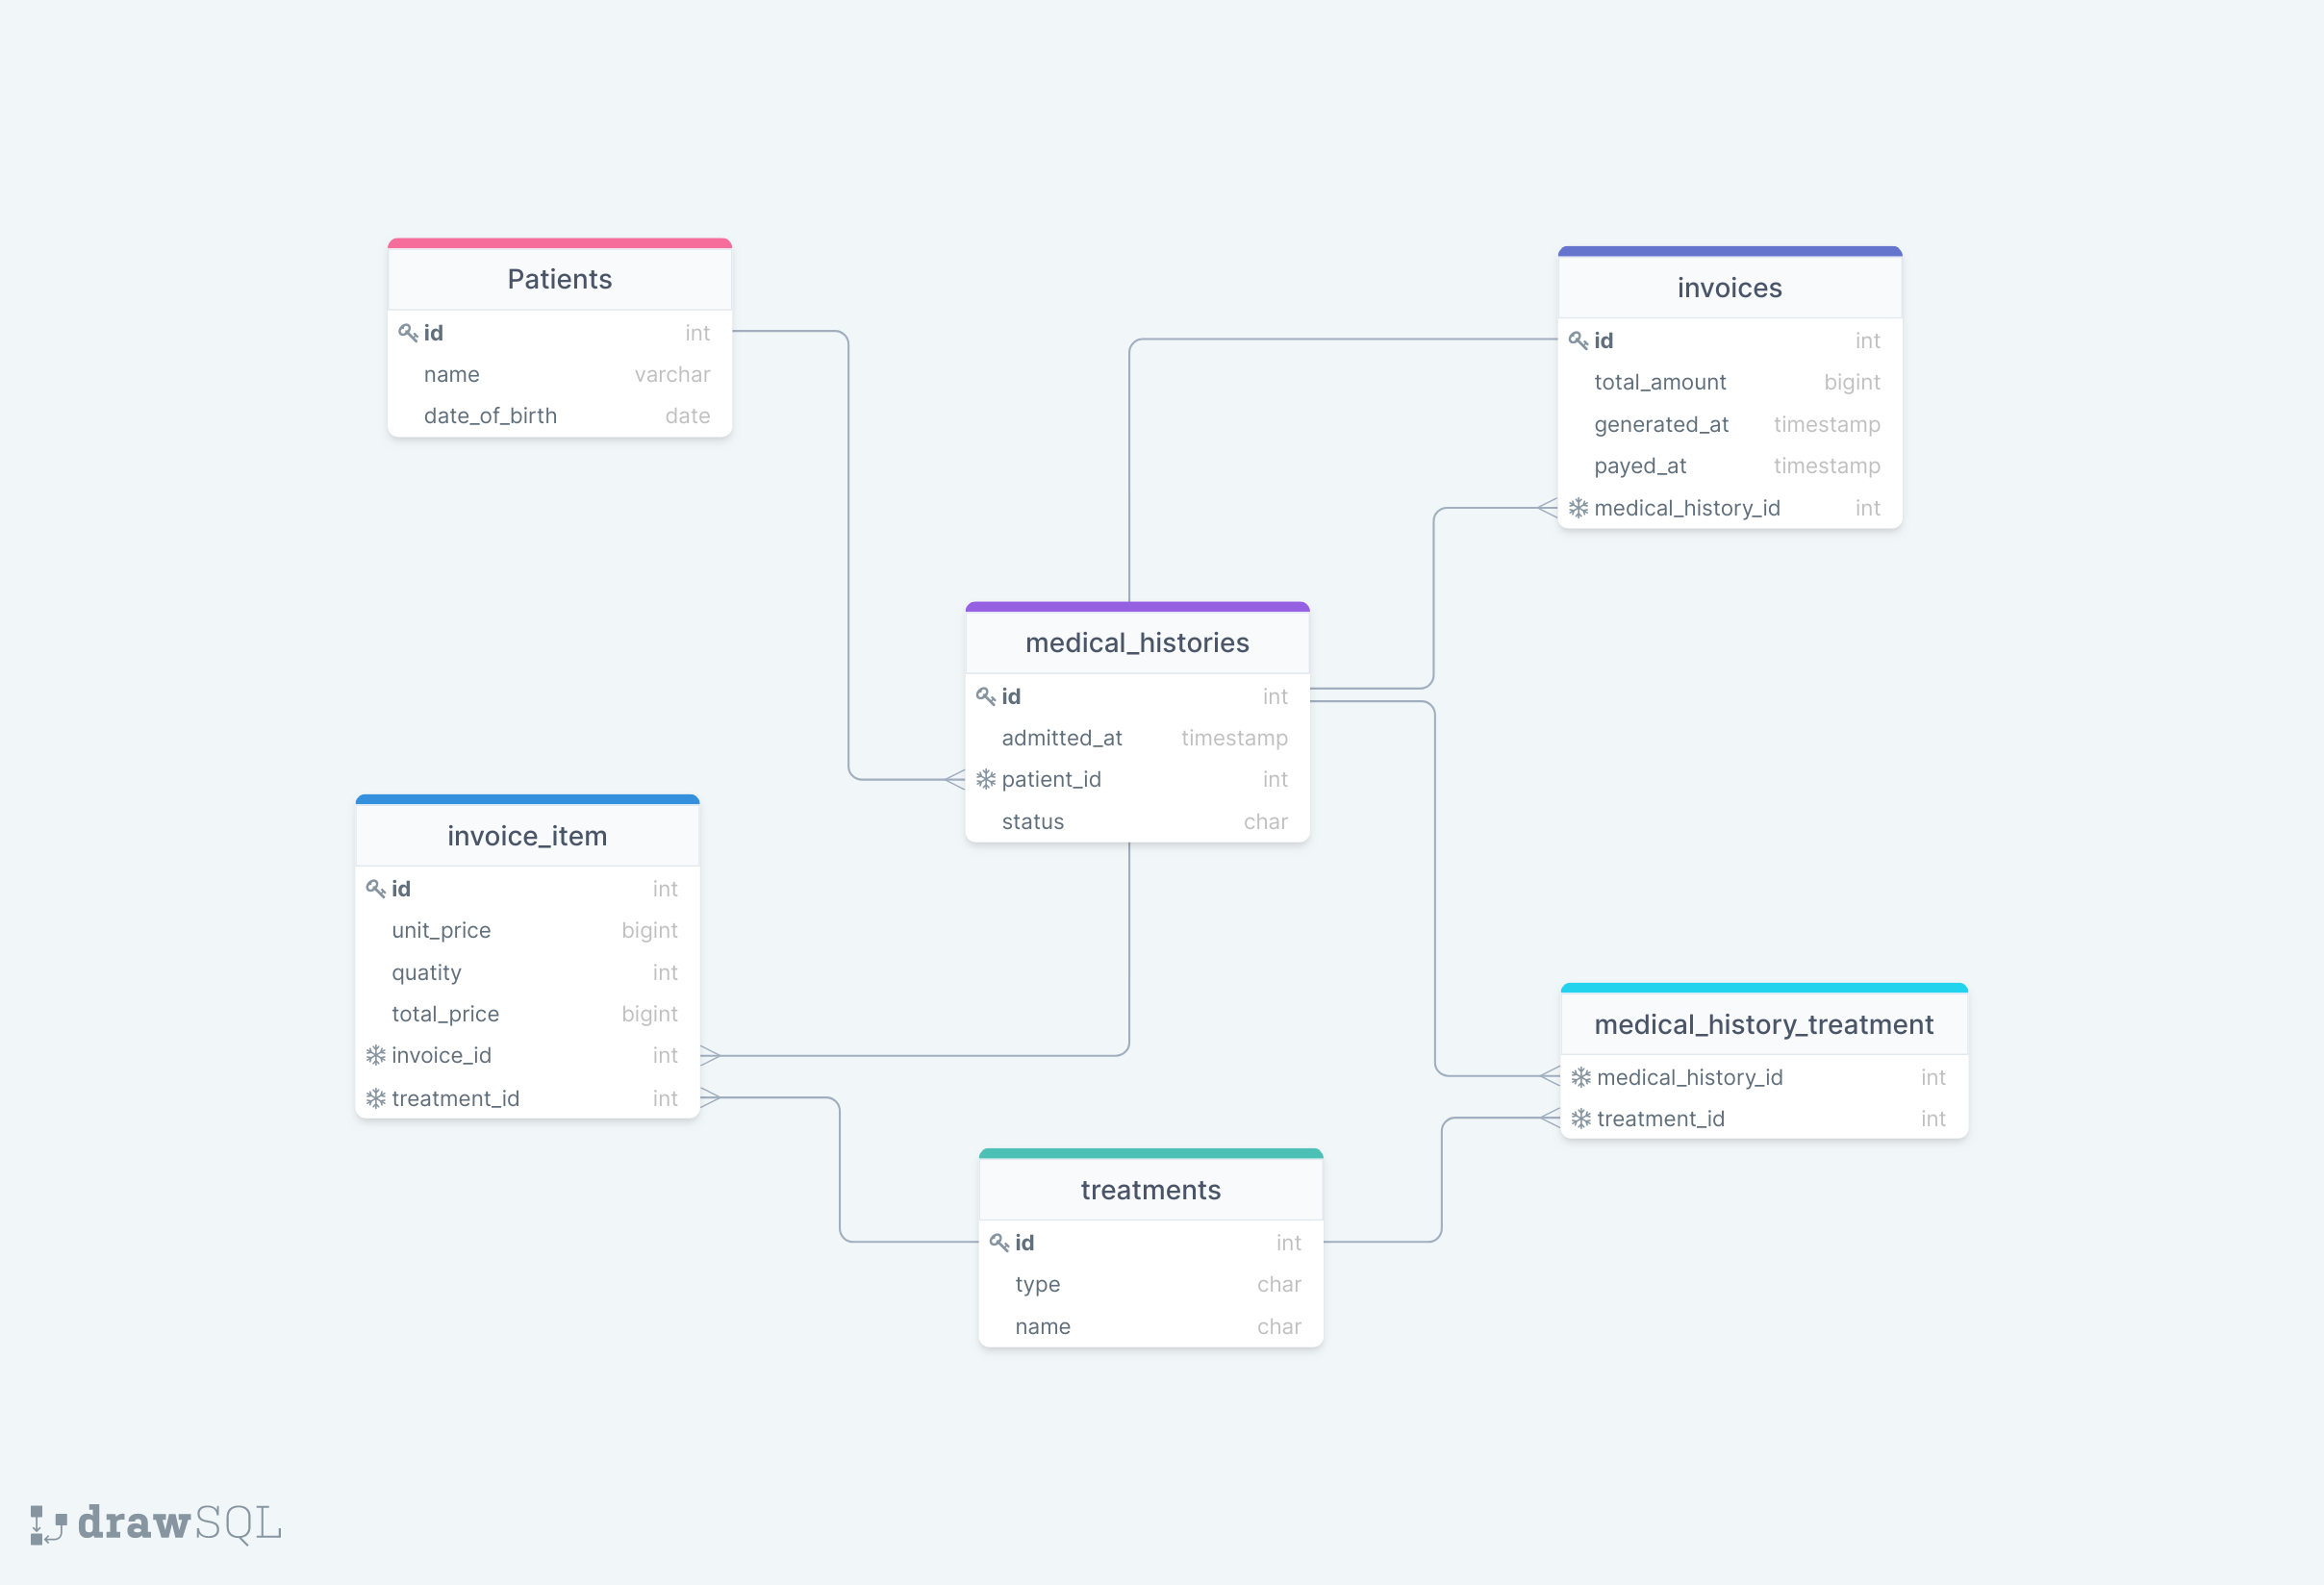 Patients
id int
name varchar
date_of_birth date
invoices
id int
total_amount bigint
generated_at timestamp
payed_at timestamp
medical_history_id int
medical_histories
id int
admitted_at timestamp
patient_id int
status char
invoice_item
id int
unit_price bigint
quatity int
total_price bigint
invoice_id int
treatment_id int
medical_history_treatment
medical_history_id int
treatment_id int
treatments
id int
type char
name char
drawSQL